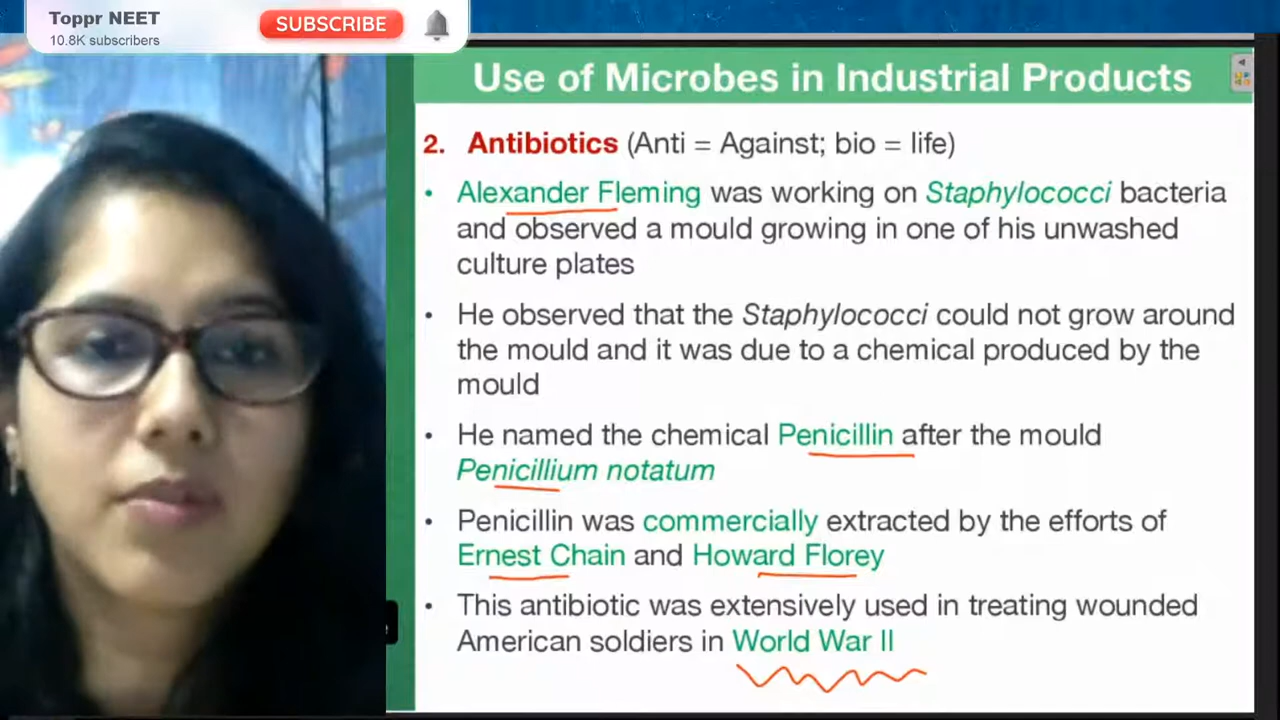 Toppr NEET
10.8K subscribers
SUBSCRIBE
Use of Microbes in Industrial Products
2. Antibiotics (Anti = Against; bio = life)
• Alexander Fleming was working on Staphylococci bacteria
and observed a mould growing in one of his unwashed
culture plates
• He observed that the Staphylococci could not grow around
the mould and it was due to a chemical produced by the
mould
• He named the chemical Penicillin after the mould
Penicillium notatum
• Penicillin was commercially extracted by the efforts of
Ernest Chain and Howard Florey
• This antibiotic was extensively used in treating wounded
American soldiers in World War II